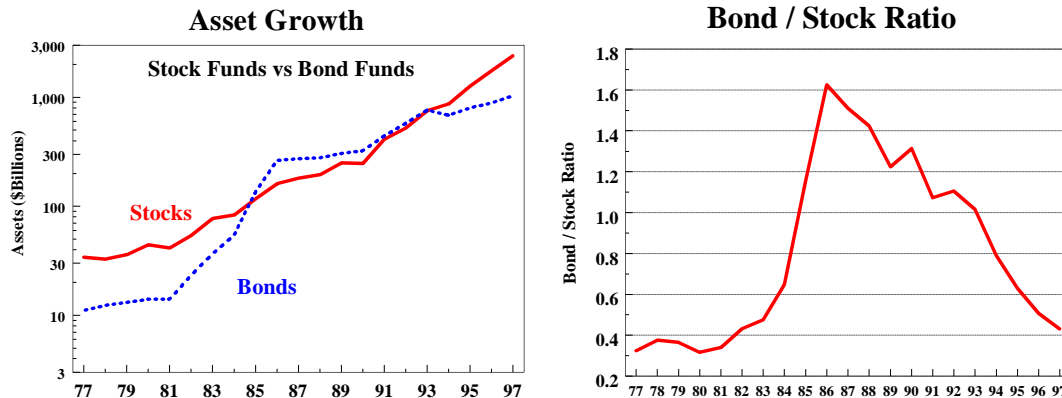 Asset Growth
Stock Funds vs Bond Funds
Assets ($Billions)
3,000
1,000
300
100
30
10
3
Stocks
Bonds
77 79 81 83 85 87 89 91 93 95 97
Bond / Stock Ratio
Bond / Stock Ratio
1.8
1.6
1.4
1.2
1.0
0.8
0.6
0.4
0.2
77 78 79 80 81 82 83 84 85 86 87 88 89 90 91 92 93 94 95 96 97